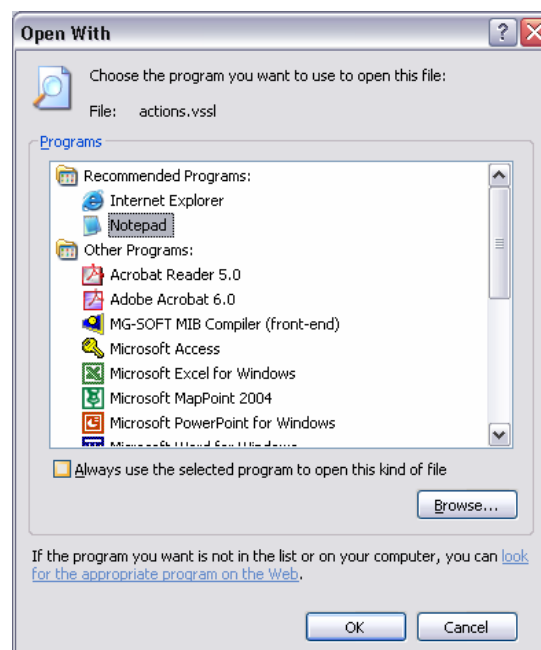 Open With
Choose the program you want to use to open this file:
File: actions.vssl
Programs
Recommended Programs:
Internet Explorer
Notepad
Other Programs:
Acrobat Reader 5.0
Adobe Acrobat 6.0
MG-SOFT MIB Compiler (front-end)
Microsoft Access
Microsoft Excel for Windows
Microsoft MapPoint 2004
Microsoft PowerPoint for Windows
Microsoft Word for Windows
Always use the selected program to open this kind of file
Browse...
If the program you want is not in the list or on your computer, you can look
for the appropriate program on the Web.
OK Cancel